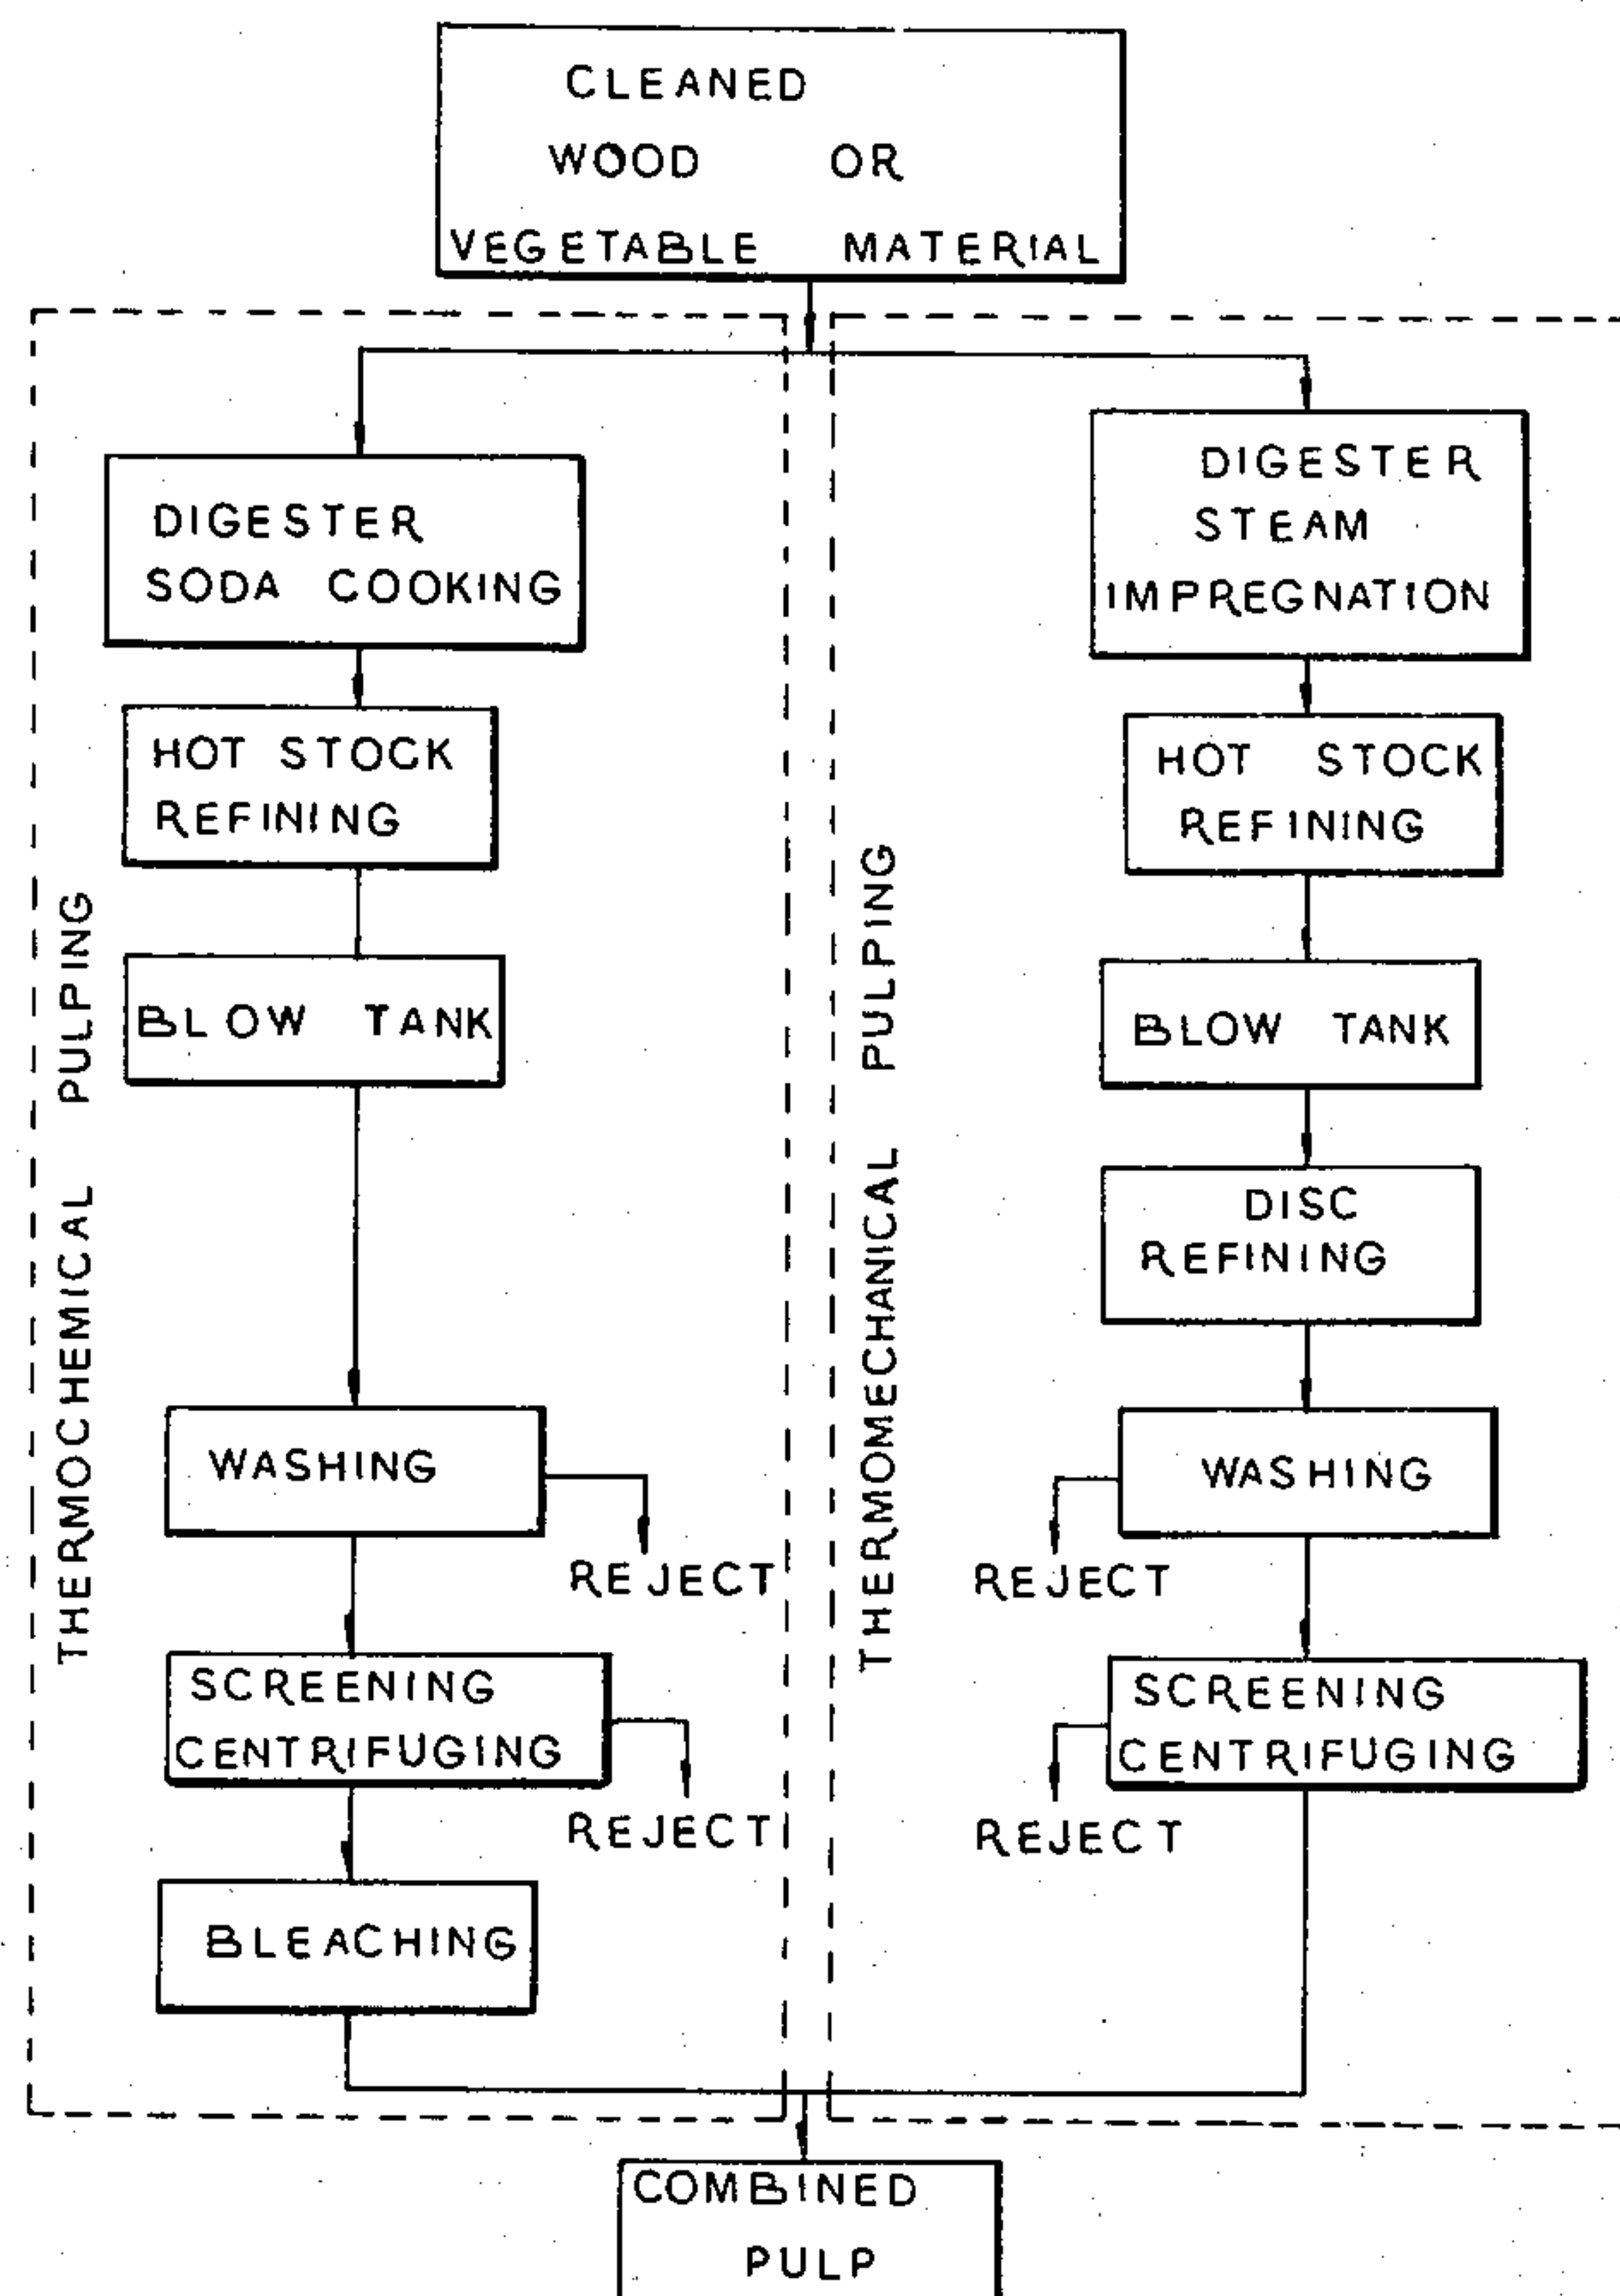 CLEANED
WOOD OR
VEGETABLE MATERIAL
THERMOCHEMICAL PULPING
DIGESTER
SODA COOKING
HOT STOCK
REFINING
BLOW TANK
WASHING
REJECT
SCREENING
CENTRIFUGING
REJECT
BLEACHING
THERMOMECHANICAL PULPING
DIGESTER
STEAM
IMPREGNATION
HOT STOCK
REFINING
BLOW TANK
DISC
REFINING
WASHING
REJECT
SCREENING
CENTRIFUGING
REJECT
COMBINED
PULP